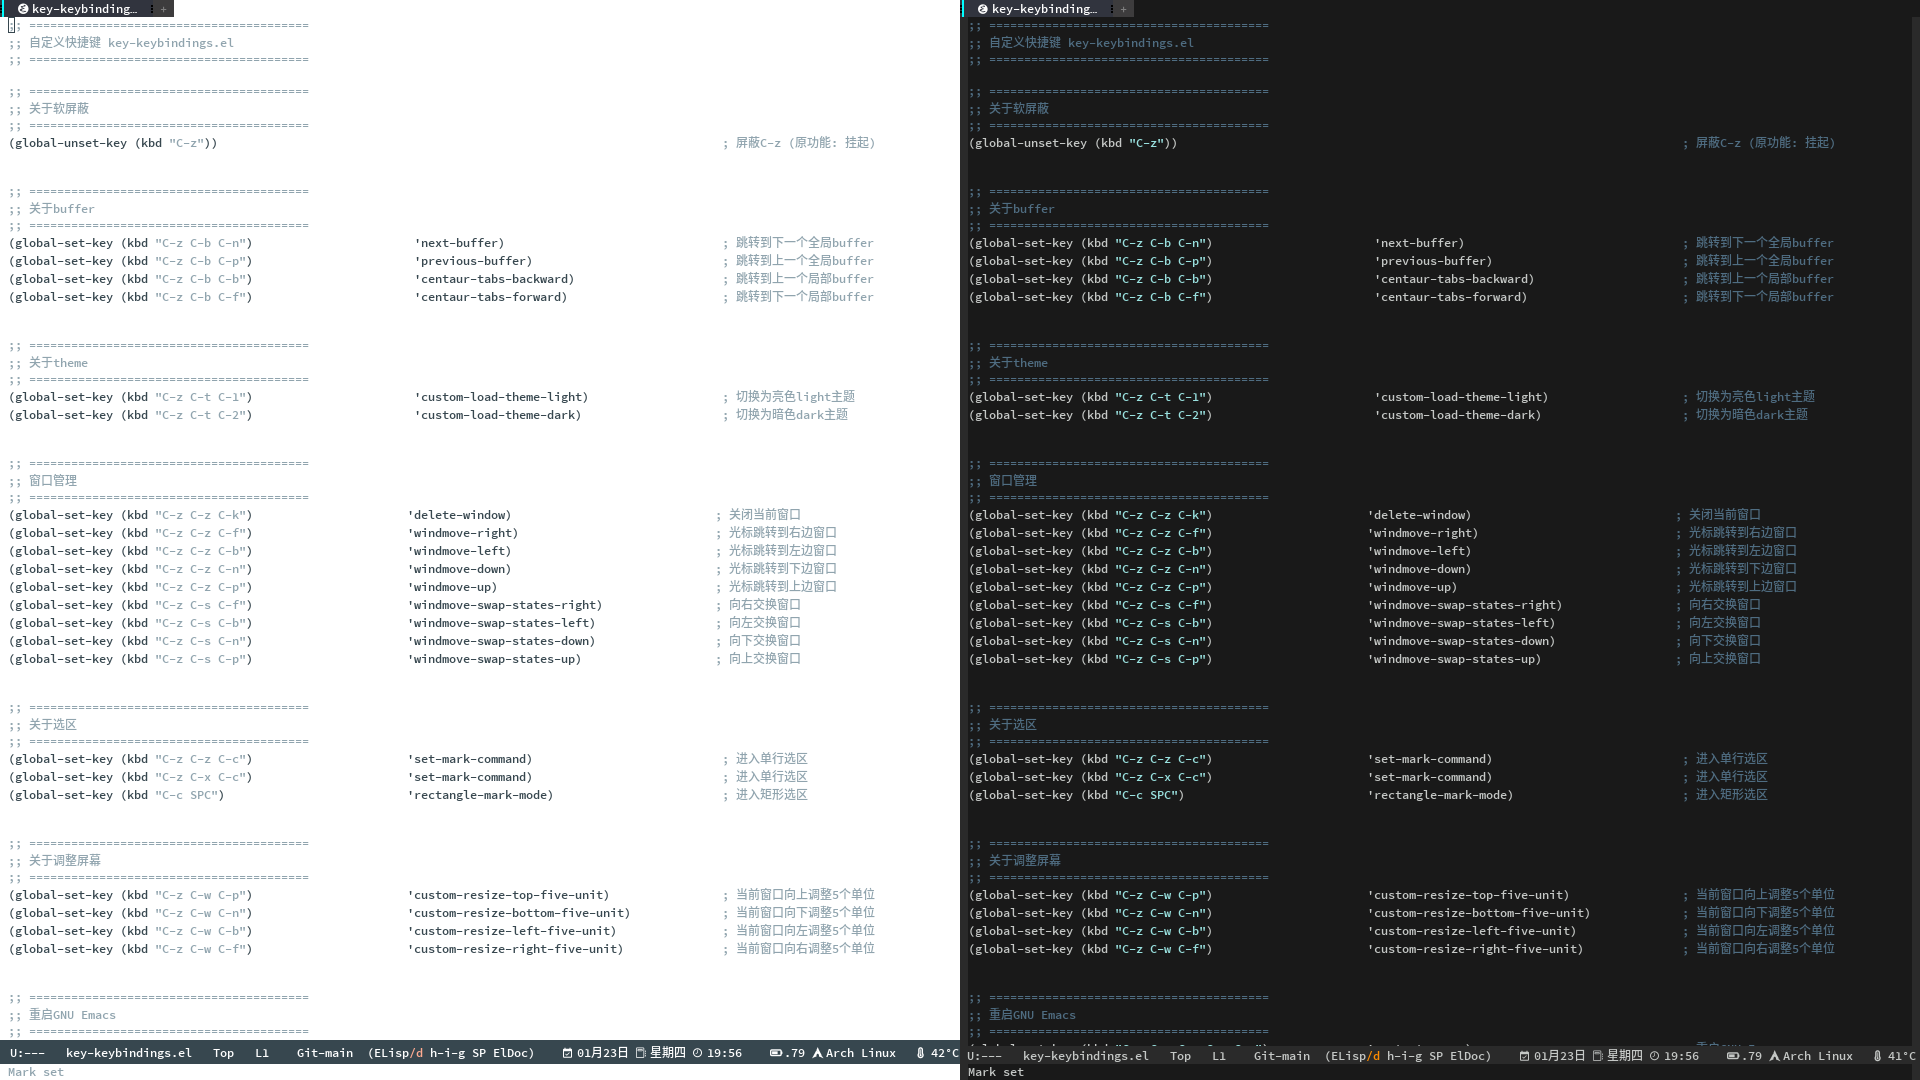 key-keybinding... +
;; ========================================
;; 自定义快捷键 key-keybindings.el
;; ========================================
;; ========================================
;; 关于软屏蔽
;; ========================================
(global-unset-key (kbd "C-z")) ; 屏蔽C-z (原功能: 挂起)
;; ========================================
;; 关于buffer
;; ========================================
(global-set-key (kbd "C-z C-b C-n") 'next-buffer) ; 跳转到下一个全局buffer
(global-set-key (kbd "C-z C-b C-p") 'previous-buffer) ; 跳转到上一个全局buffer
(global-set-key (kbd "C-z C-b C-b") 'centaur-tabs-backward) ; 跳转到上一个局部buffer
(global-set-key (kbd "C-z C-b C-f") 'centaur-tabs-forward) ; 跳转到下一个局部buffer
;; ========================================
;; 关于theme
;; ========================================
(global-set-key (kbd "C-z C-t C-1") 'custom-load-theme-light) ; 切换为亮色light主题
(global-set-key (kbd "C-z C-t C-2") 'custom-load-theme-dark) ; 切换为暗色dark主题
;; ========================================
;; 窗口管理
;; ========================================
(global-set-key (kbd "C-z C-z C-k") 'delete-window) ; 关闭当前窗口
(global-set-key (kbd "C-z C-z C-f") 'windmove-right) ; 光标跳转到右边窗口
(global-set-key (kbd "C-z C-z C-b") 'windmove-left) ; 光标跳转到左边窗口
(global-set-key (kbd "C-z C-z C-n") 'windmove-down) ; 光标跳转到下边窗口
(global-set-key (kbd "C-z C-z C-p") 'windmove-up) ; 光标跳转到上边窗口
(global-set-key (kbd "C-z C-s C-f") 'windmove-swap-states-right) ; 向右交换窗口
(global-set-key (kbd "C-z C-s C-b") 'windmove-swap-states-left) ; 向左交换窗口
(global-set-key (kbd "C-z C-s C-n") 'windmove-swap-states-down) ; 向下交换窗口
(global-set-key (kbd "C-z C-s C-p") 'windmove-swap-states-up) ; 向上交换窗口
;; ========================================
;; 关于选区
;; ========================================
(global-set-key (kbd "C-z C-z C-c") 'set-mark-command) ; 进入单行选区
(global-set-key (kbd "C-z C-x C-c") 'set-mark-command) ; 进入单行选区
(global-set-key (kbd "C-c SPC") 'rectangle-mark-mode) ; 进入矩形选区
;; ========================================
;; 关于调整屏幕
;; ========================================
(global-set-key (kbd "C-z C-w C-p") 'custom-resize-top-five-unit) ; 当前窗口向上调整5个单位
(global-set-key (kbd "C-z C-w C-n") 'custom-resize-bottom-five-unit) ; 当前窗口向下调整5个单位
(global-set-key (kbd "C-z C-w C-b") 'custom-resize-left-five-unit) ; 当前窗口向左调整5个单位
(global-set-key (kbd "C-z C-w C-f") 'custom-resize-right-five-unit) ; 当前窗口向右调整5个单位
;; ========================================
;; 重启GNU Emacs
;; ========================================
U:--- key-keybindings.el Top L1 Git-main (ELisp/d h-i-g SP ElDoc) 01月23日 星期四 19:56 .79 Arch Linux 42°C
Mark set
key-keybinding... +
;; ========================================
;; 自定义快捷键 key-keybindings.el
;; ========================================
;; ========================================
;; 关于软屏蔽
;; ========================================
(global-unset-key (kbd "C-z")) ; 屏蔽C-z (原功能: 挂起)
;; ========================================
;; 关于buffer
;; ========================================
(global-set-key (kbd "C-z C-b C-n") 'next-buffer) ; 跳转到下一个全局buffer
(global-set-key (kbd "C-z C-b C-p") 'previous-buffer) ; 跳转到上一个全局buffer
(global-set-key (kbd "C-z C-b C-b") 'centaur-tabs-backward) ; 跳转到上一个局部buffer
(global-set-key (kbd "C-z C-b C-f") 'centaur-tabs-forward) ; 跳转到下一个局部buffer
;; ========================================
;; 关于theme
;; ========================================
(global-set-key (kbd "C-z C-t C-1") 'custom-load-theme-light) ; 切换为亮色light主题
(global-set-key (kbd "C-z C-t C-2") 'custom-load-theme-dark) ; 切换为暗色dark主题
;; ========================================
;; 窗口管理
;; ========================================
(global-set-key (kbd "C-z C-z C-k") 'delete-window) ; 关闭当前窗口
(global-set-key (kbd "C-z C-z C-f") 'windmove-right) ; 光标跳转到右边窗口
(global-set-key (kbd "C-z C-z C-b") 'windmove-left) ; 光标跳转到左边窗口
(global-set-key (kbd "C-z C-z C-n") 'windmove-down) ; 光标跳转到下边窗口
(global-set-key (kbd "C-z C-z C-p") 'windmove-up) ; 光标跳转到上边窗口
(global-set-key (kbd "C-z C-s C-f") 'windmove-swap-states-right) ; 向右交换窗口
(global-set-key (kbd "C-z C-s C-b") 'windmove-swap-states-left) ; 向左交换窗口
(global-set-key (kbd "C-z C-s C-n") 'windmove-swap-states-down) ; 向下交换窗口
(global-set-key (kbd "C-z C-s C-p") 'windmove-swap-states-up) ; 向上交换窗口
;; ========================================
;; 关于选区
;; ========================================
(global-set-key (kbd "C-z C-z C-c") 'set-mark-command) ; 进入单行选区
(global-set-key (kbd "C-z C-x C-c") 'set-mark-command) ; 进入单行选区
(global-set-key (kbd "C-c SPC") 'rectangle-mark-mode) ; 进入矩形选区
;; ========================================
;; 关于调整屏幕
;; ========================================
(global-set-key (kbd "C-z C-w C-p") 'custom-resize-top-five-unit) ; 当前窗口向上调整5个单位
(global-set-key (kbd "C-z C-w C-n") 'custom-resize-bottom-five-unit) ; 当前窗口向下调整5个单位
(global-set-key (kbd "C-z C-w C-b") 'custom-resize-left-five-unit) ; 当前窗口向左调整5个单位
(global-set-key (kbd "C-z C-w C-f") 'custom-resize-right-five-unit) ; 当前窗口向右调整5个单位
;; ========================================
;; 重启GNU Emacs
;; ========================================
U:--- key-keybindings.el Top L1 Git-main (ELisp/d h-i-g SP ElDoc) 01月23日 星期四 19:56 .79 Arch Linux 41°C
Mark set